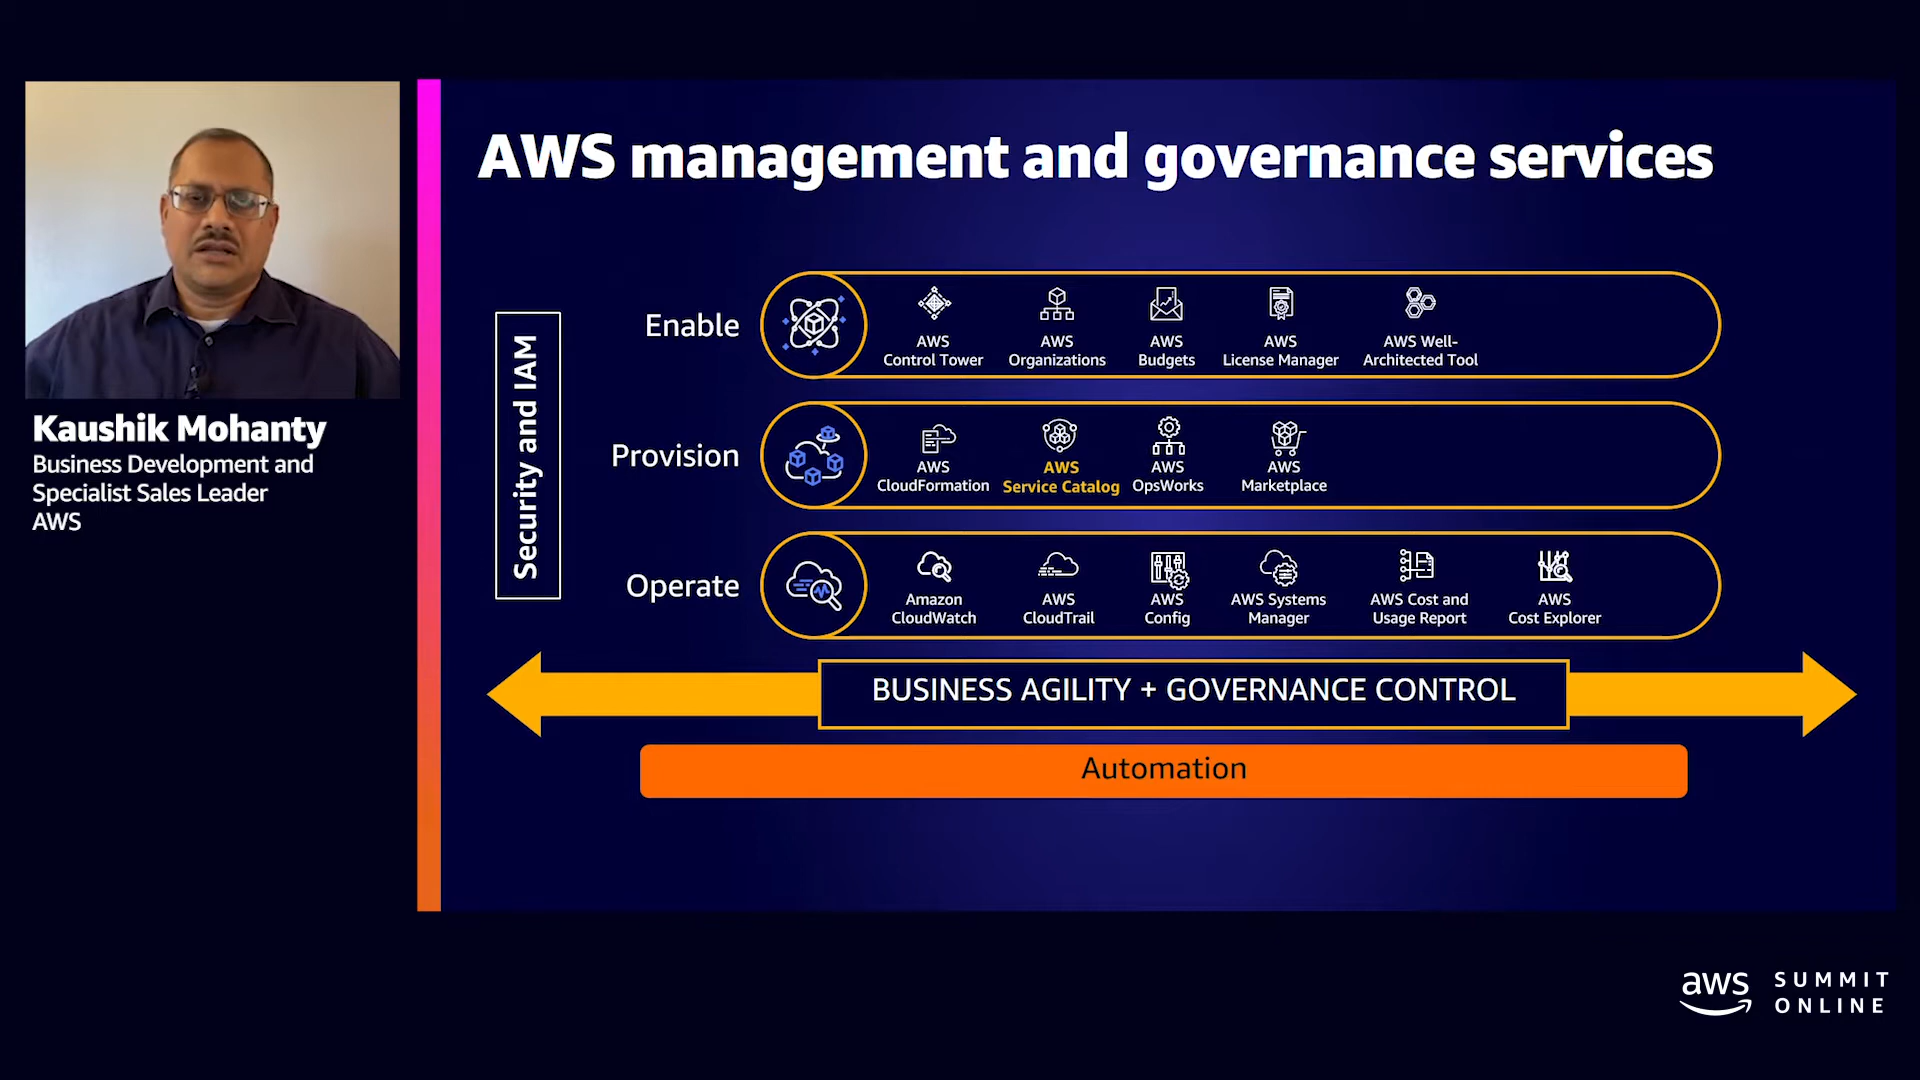 AWS management and governance services
Kaushik Mohanty
Business Development and
Specialist Sales Leader
AWS
Security and IAM
Enable
AWS
Control Tower
AWS
Organizations
AWS
Budgets
AWS
License Manager
AWS Well-
Architected Tool
Provision
AWS
CloudFormation
AWS
Service Catalog
AWS
OpsWorks
AWS
Marketplace
Operate
Amazon
CloudWatch
AWS
CloudTrail
AWS
Config
AWS Systems
Manager
AWS Cost and
Usage Report
AWS
Cost Explorer
BUSINESS AGILITY + GOVERNANCE CONTROL
Automation
aws
SUMMIT
ONLINE